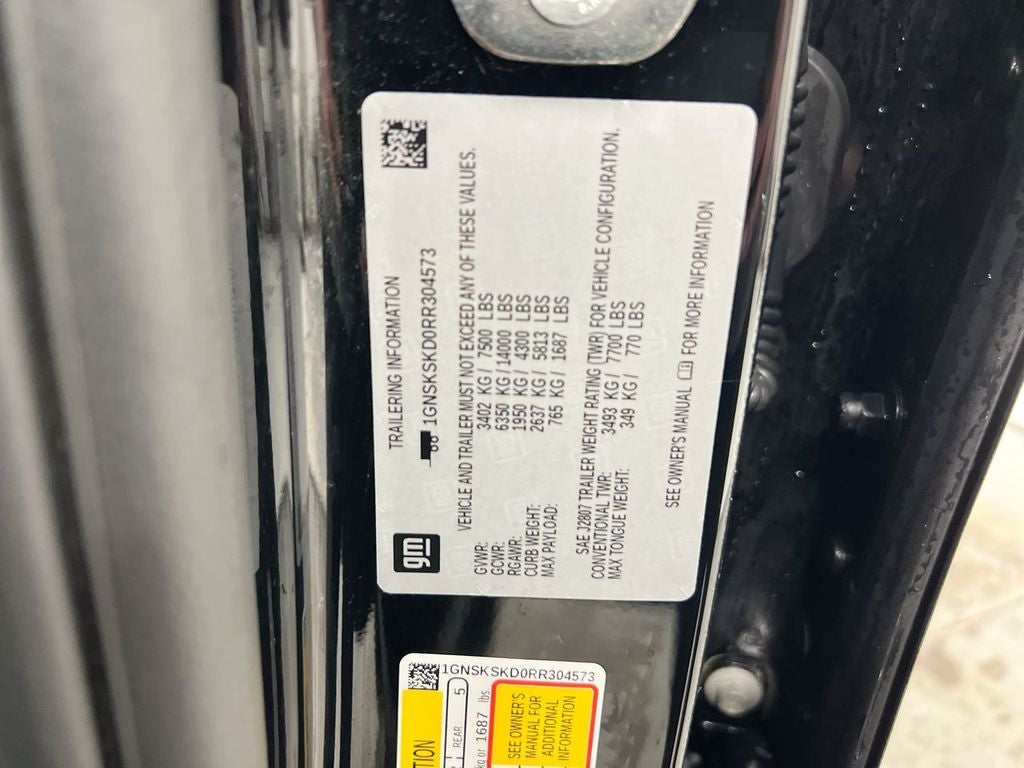 TRAILERING INFORMATION
1GNSKSKD0RR304573
gm
VEHICLE AND TRAILER MUST NOT EXCEED ANY OF THESE VALUES.
GVWR: 3402 KG / 7500 LBS
GCWR: 6350 KG / 14000 LBS
RGAWR: 1950 KG / 4300 LBS
CURB WEIGHT: 2637 KG / 5813 LBS
MAX PAYLOAD: 765 KG / 1687 LBS
SAE J2807 TRAILER WEIGHT RATING (TWR) FOR VEHICLE CONFIGURATION.
CONVENTIONAL TWR: 3493 KG / 7700 LBS
MAX TONGUE WEIGHT: 349 KG / 770 LBS
SEE OWNER'S MANUAL FOR MORE INFORMATION
1GNSKSKD0RR304573
REAR 5
kg or 1687 lbs.
SEE OWNER'S
MANUAL FOR
ADDITIONAL
INFORMATION